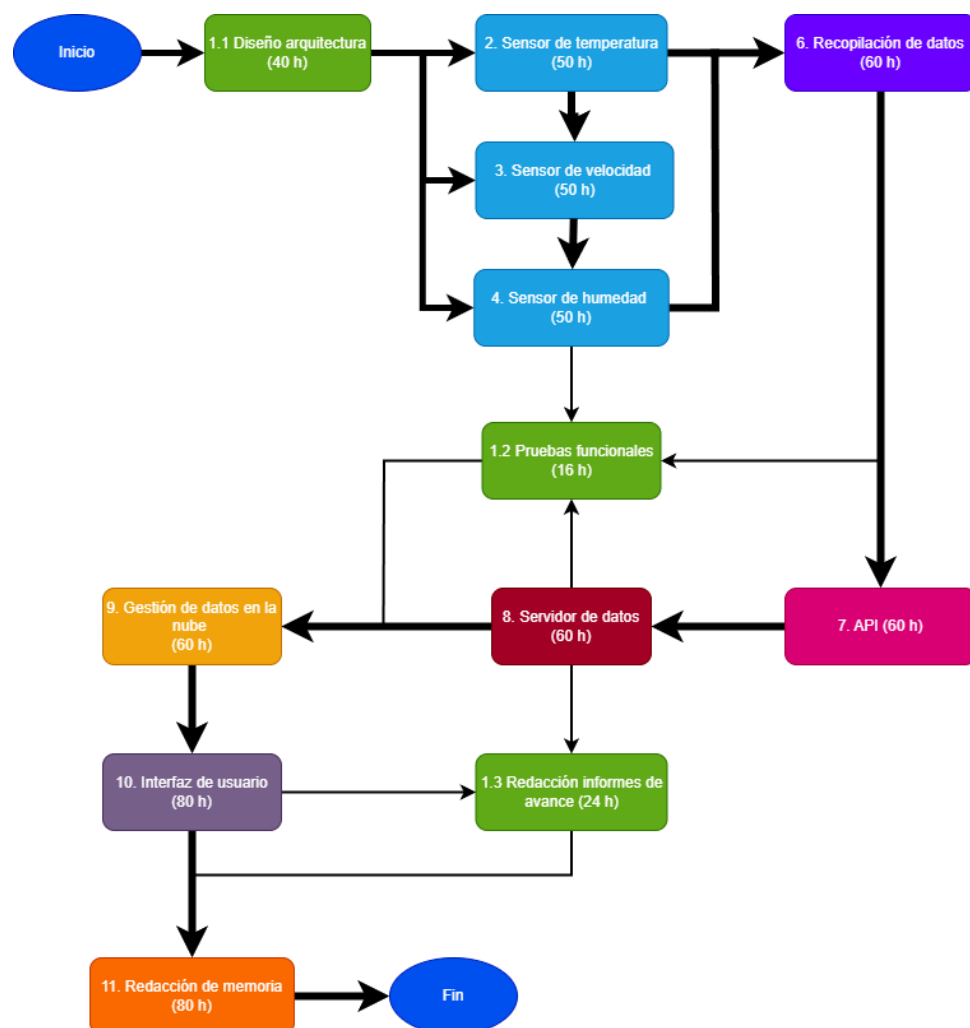 Inicio
1.1 Diseño arquitectura
(40 h)
2. Sensor de temperatura
(50 h)
6. Recopilación de datos
(60 h)
3. Sensor de velocidad
(50 h)
4. Sensor de humedad
(50 h)
1.2 Pruebas funcionales
(16 h)
9. Gestión de datos en la
nube
(60 h)
8. Servidor de datos
(60 h)
7. API (60 h)
10. Interfaz de usuario
(80 h)
1.3 Redacción informes de
avance (24 h)
11. Redacción de memoria
(80 h)
Fin